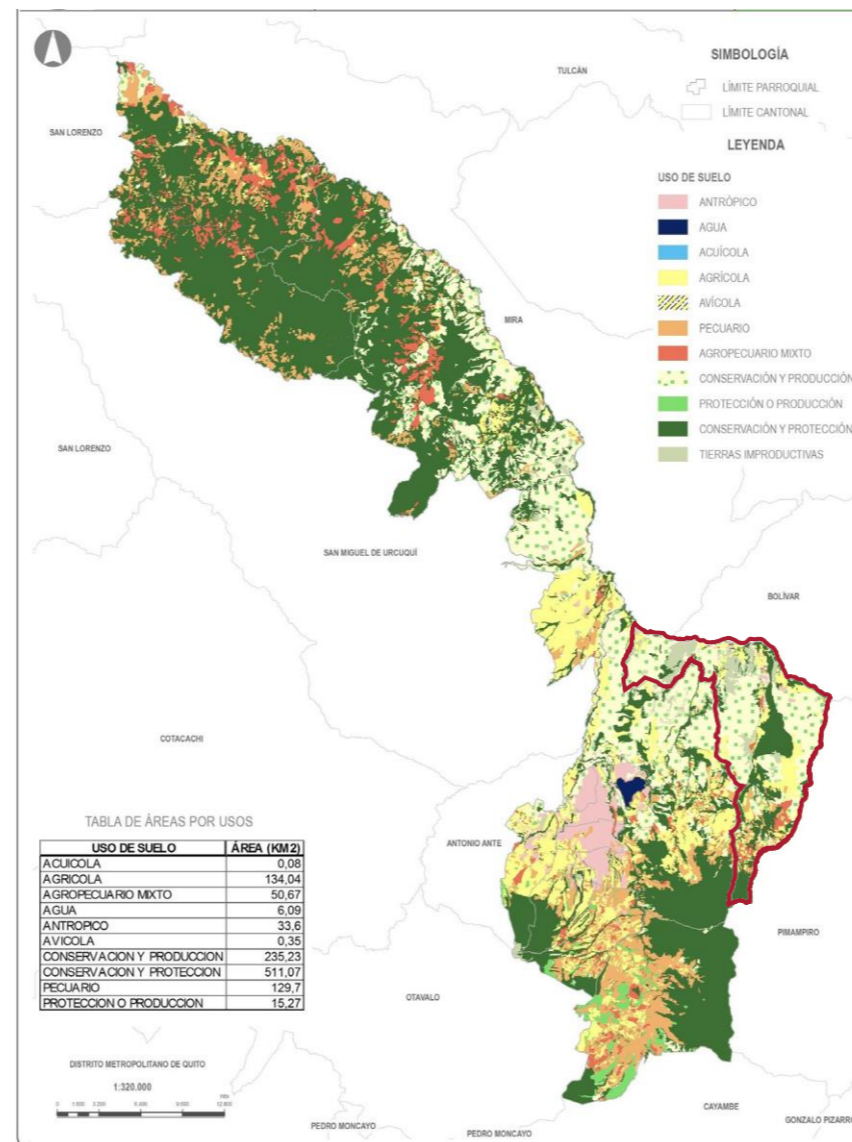 SIMBOLOGÍA
LÍMITE PARROQUIAL
LÍMITE CANTONAL
LEYENDA
USO DE SUELO
ANTRÓPICO
AGUA
ACUÍCOLA
AGRÍCOLA
AVÍCOLA
PECUARIO
AGROPECUARIO MIXTO
CONSERVACIÓN Y PRODUCCIÓN
PROTECCIÓN O PRODUCCIÓN
CONSERVACIÓN Y PROTECCIÓN
TIERRAS IMPRODUCTIVAS
TULCÁN
SAN LORENZO
MIRA
SAN LORENZO
SAN MIGUEL DE URCUQUÍ
BOLÍVAR
COTACACHI
ANTONIO ANTE
PIMAMPIRO
OTAVALO
CAYAMBE
GONZALO PIZARRO
PEDRO MONCAYO
PEDRO MONCAYO
TABLA DE ÁREAS POR USOS
USO DE SUELO ÁREA (KM2)
ACUICOLA 0,08
AGRICOLA 134,04
AGROPECUARIO MIXTO 50,67
AGUA 6,09
ANTROPICO 33,6
AVICOLA 0,35
CONSERVACION Y PRODUCCION 235,23
CONSERVACION Y PROTECCION 511,07
PECUARIO 129,7
PROTECCION O PRODUCCION 15,27
DISTRITO METROPOLITANO DE QUITO
1:320.000